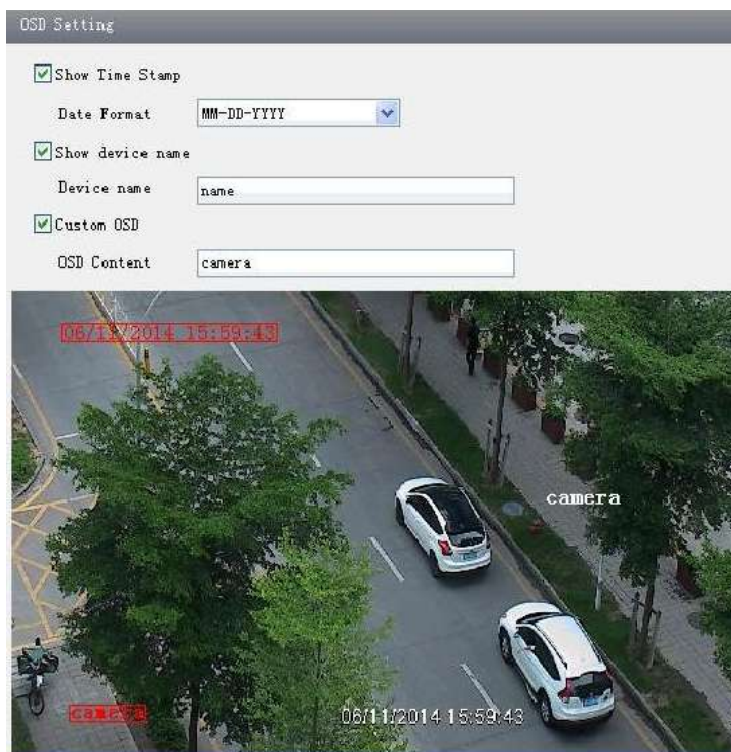 OSD Setting
Show Time Stamp
Date Format MM-DD-YYYY
Show device name
Device name name
Custom OSD
OSD Content camera
06/11/2014 15:59:43
camera
camera
06/11/2014 15:59:43